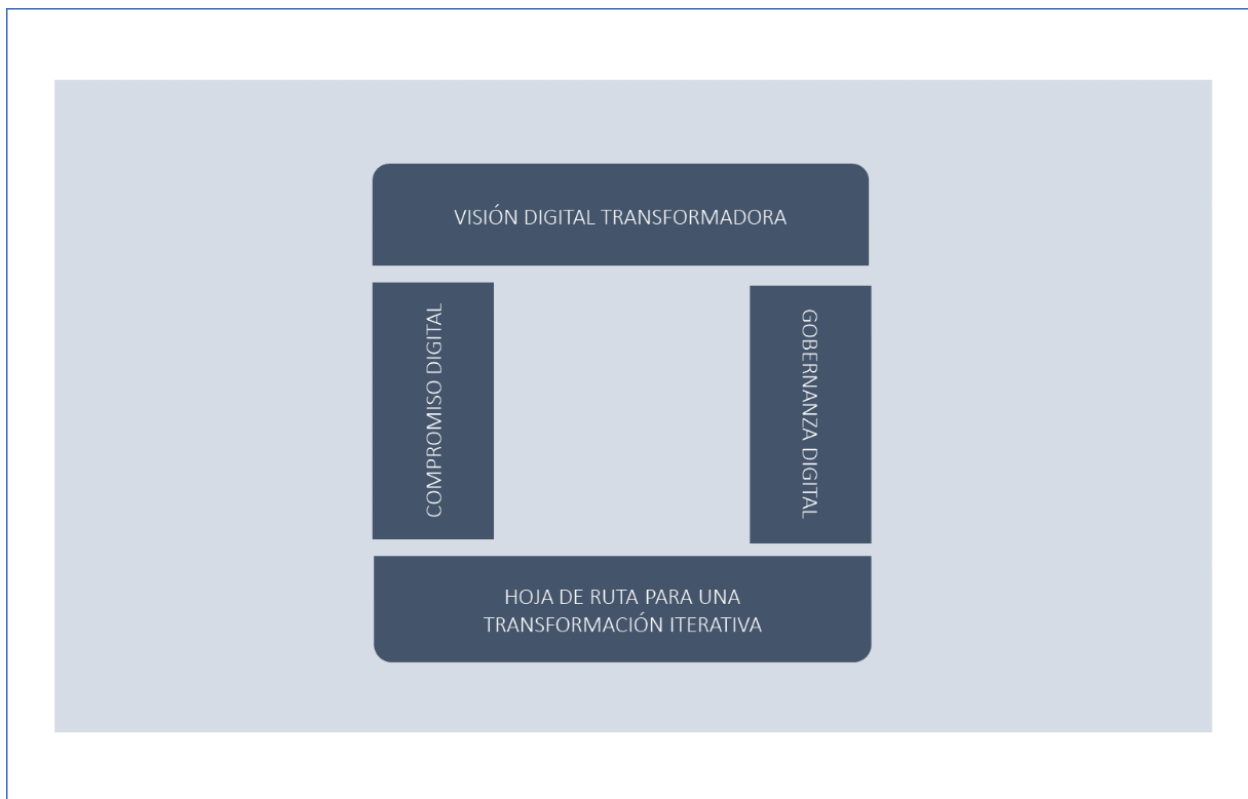 VISIÓN DIGITAL TRANSFORMADORA
COMPROMISO DIGITAL
GOBERNANZA DIGITAL
HOJA DE RUTA PARA UNA
TRANSFORMACIÓN ITERATIVA